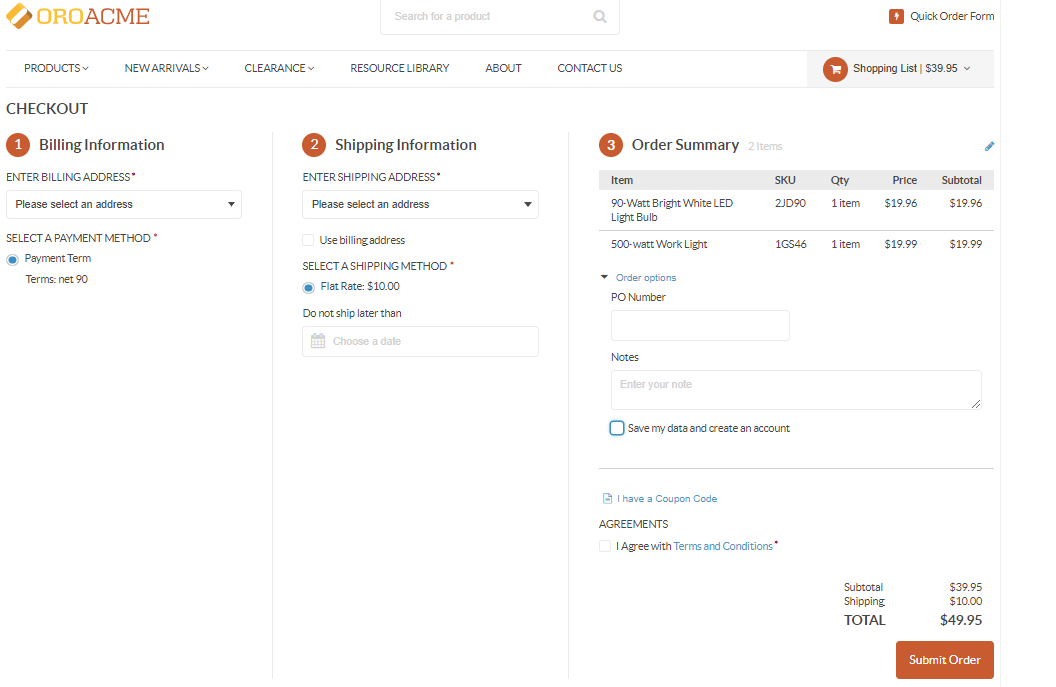 OROACME
Search for a product
Quick Order Form
PRODUCTS NEW ARRIVALS CLEARANCE RESOURCE LIBRARY ABOUT CONTACT US
Shopping List | $39.95
CHECKOUT
1 Billing Information
ENTER BILLING ADDRESS*
Please select an address
SELECT A PAYMENT METHOD *
Payment Term
Terms: net 90
2 Shipping Information
ENTER SHIPPING ADDRESS*
Please select an address
Use billing address
SELECT A SHIPPING METHOD *
Flat Rate: $10.00
Do not ship later than
Choose a date
3 Order Summary 2 Items
Item SKU Qty Price Subtotal
90-Watt Bright White LED 2JD90 1 item $19.96 $19.96
Light Bulb
500-watt Work Light 1GS46 1 item $19.99 $19.99
Order options
PO Number
Notes
Enter your note
Save my data and create an account
I have a Coupon Code
AGREEMENTS
I Agree with Terms and Conditions*
Subtotal $39.95
Shipping $10.00
TOTAL $49.95
Submit Order